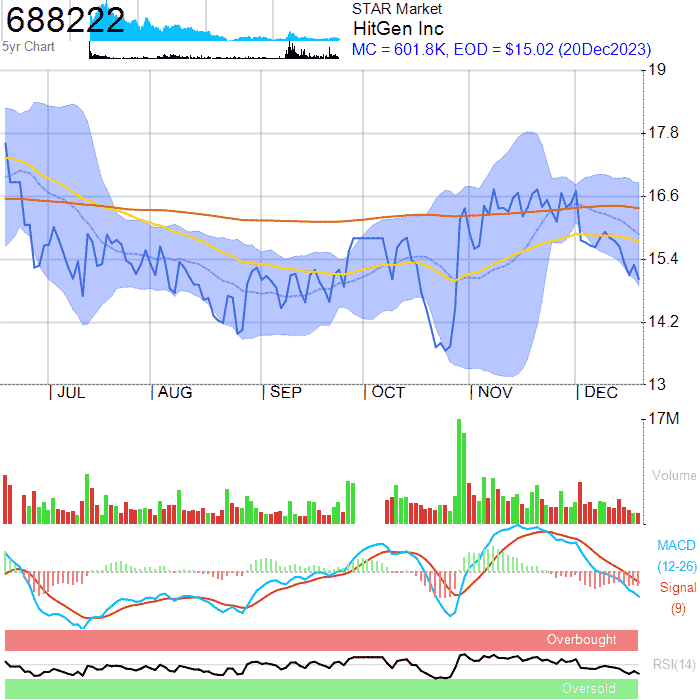 688222
5yr Chart
STAR Market
HitGen Inc
MC = 601.8K, EOD = $15.02 (20Dec2023)
19
17.8
16.6
15.4
14.2
13
JUL AUG SEP OCT NOV DEC
17M
Volume
MACD
(12-26)
Signal
(9)
Overbought
RSI(14)
Oversold